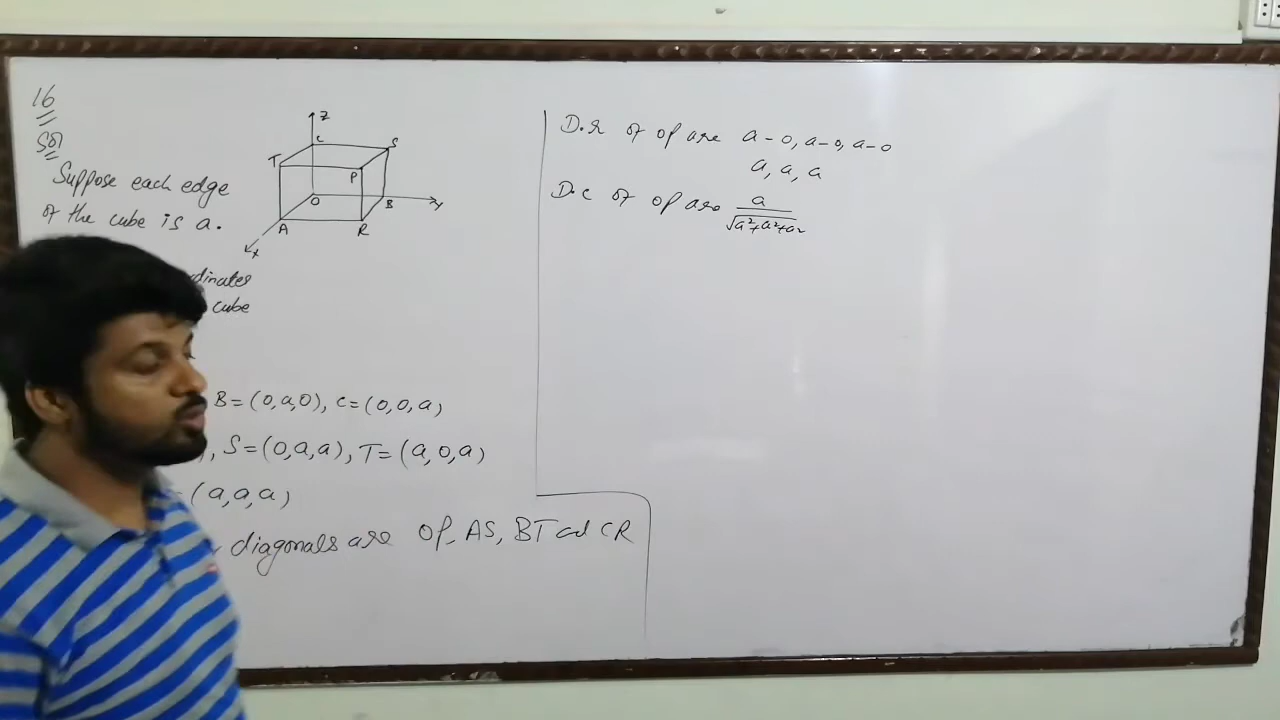 16
Sol
Suppose each edge
of the cube is a.
dinates
cube
B=(0,a,0), C=(0,0,a)
), S=(0,a,a), T=(a,0,a)
=(a,a,a)
diagonals are OP, AS, BT and CR
Z
C
S
T
P
O
B
Y
A
R
X
D.r of op are a-0, a-0, a-0
a, a, a
D.c of op are a/√a²+a²+a²